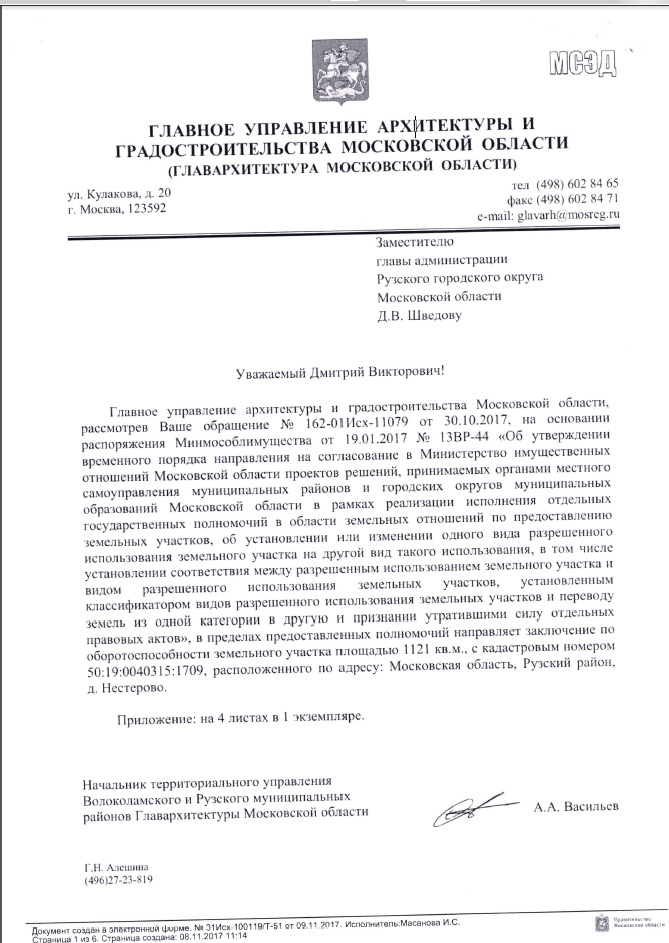 МСЭД
ГЛАВНОЕ УПРАВЛЕНИЕ АРХИТЕКТУРЫ И
ГРАДОСТРОИТЕЛЬСТВА МОСКОВСКОЙ ОБЛАСТИ
(ГЛАВАРХИТЕКТУРА МОСКОВСКОЙ ОБЛАСТИ)
ул. Кулакова, д. 20
г. Москва, 123592
тел (498) 602 84 65
факс (498) 602 84 71
e-mail: glavarh@mosreg.ru
Заместителю
главы администрации
Рузского городского округа
Московской области
Д.В. Шведову
Уважаемый Дмитрий Викторович!
Главное управление архитектуры и градостроительства Московской области,
рассмотрев Ваше обращение № 162-01Исх-11079 от 30.10.2017, на основании
распоряжения Минмособлимущества от 19.01.2017 № 13ВР-44 «Об утверждении
временного порядка направления на согласование в Министерство имущественных
отношений Московской области проектов решений, принимаемых органами местного
самоуправления муниципальных районов и городских округов муниципальных
образований Московской области в рамках реализации исполнения отдельных
государственных полномочий в области земельных отношений по предоставлению
земельных участков, об установлении или изменении одного вида разрешенного
использования земельного участка на другой вид такого использования, в том числе
установлении соответствия между разрешенным использованием земельного участка и
видом разрешенного использования земельных участков, установленным
классификатором видов разрешенного использования земельных участков и переводу
земель из одной категории в другую и признании утратившими силу отдельных
правовых актов», в пределах предоставленных полномочий направляет заключение по
оборотоспособности земельного участка площадью 1121 кв.м., с кадастровым номером
50:19:0040315:1709, расположенного по адресу: Московская область, Рузский район,
д. Нестерово.
Приложение: на 4 листах в 1 экземпляре.
Начальник территориального управления
Волоколамского и Рузского муниципальных
районов Главархитектуры Московской области
А.А. Васильев
Г.Н. Алешина
(496)27-23-819
Документ создан в электронной форме. № 31Исх-100119/Т-51 от 09.11.2017. Исполнитель:Масанова И.С.
Страница 1 из 6. Страница создана: 08.11.2017 11:14
Правительство
Московской области